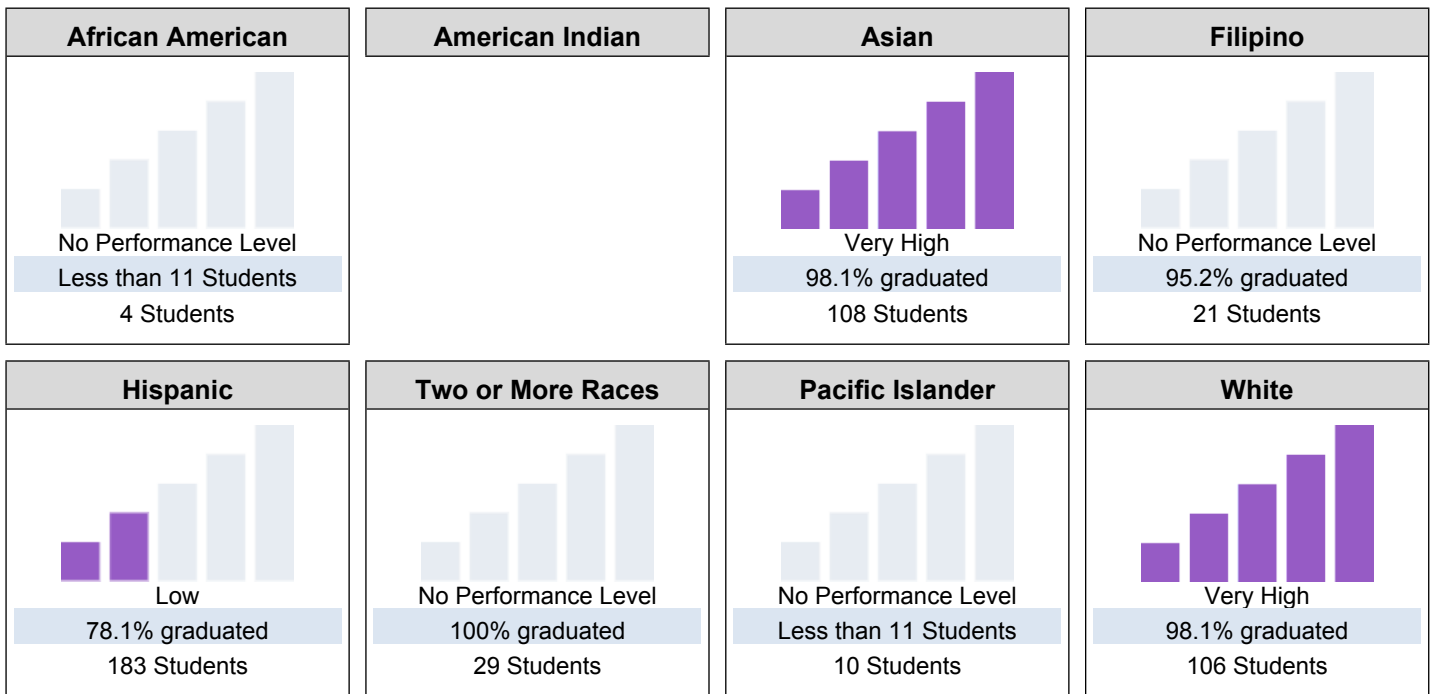 African American
No Performance Level
Less than 11 Students
4 Students
American Indian
Asian
Very High
98.1% graduated
108 Students
Filipino
No Performance Level
95.2% graduated
21 Students
Hispanic
Low
78.1% graduated
183 Students
Two or More Races
No Performance Level
100% graduated
29 Students
Pacific Islander
No Performance Level
Less than 11 Students
10 Students
White
Very High
98.1% graduated
106 Students